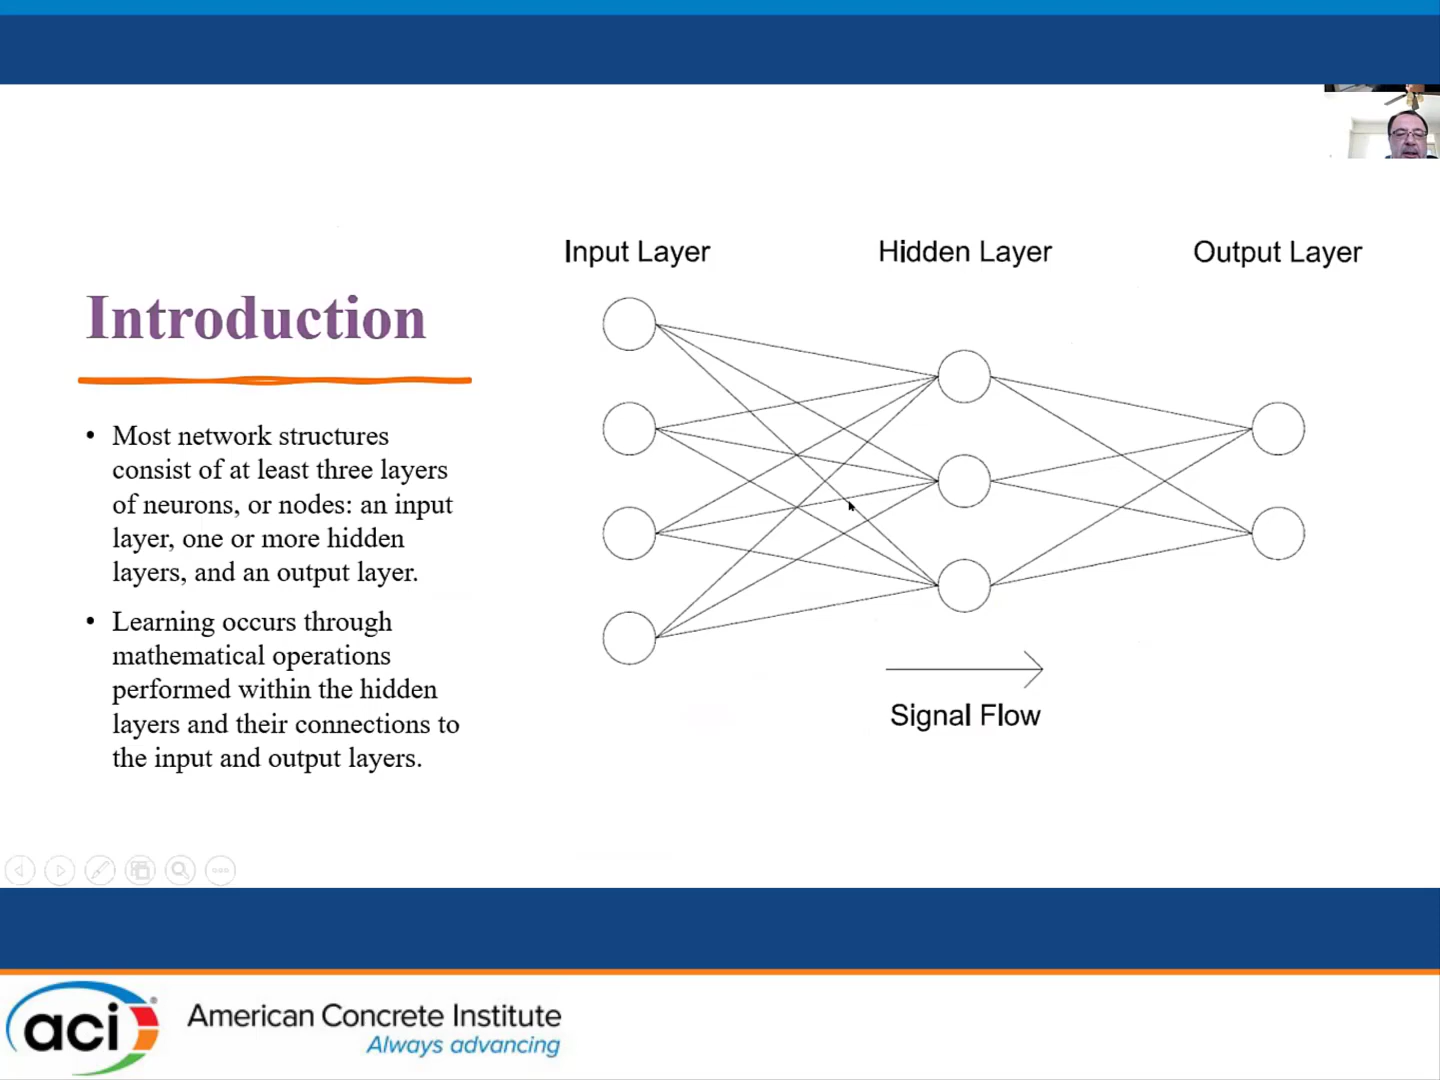 Introduction
• Most network structures
consist of at least three layers
of neurons, or nodes: an input
layer, one or more hidden
layers, and an output layer.
• Learning occurs through
mathematical operations
performed within the hidden
layers and their connections to
the input and output layers.
Input Layer
Hidden Layer
Output Layer
Signal Flow
aci®
American Concrete Institute
Always advancing